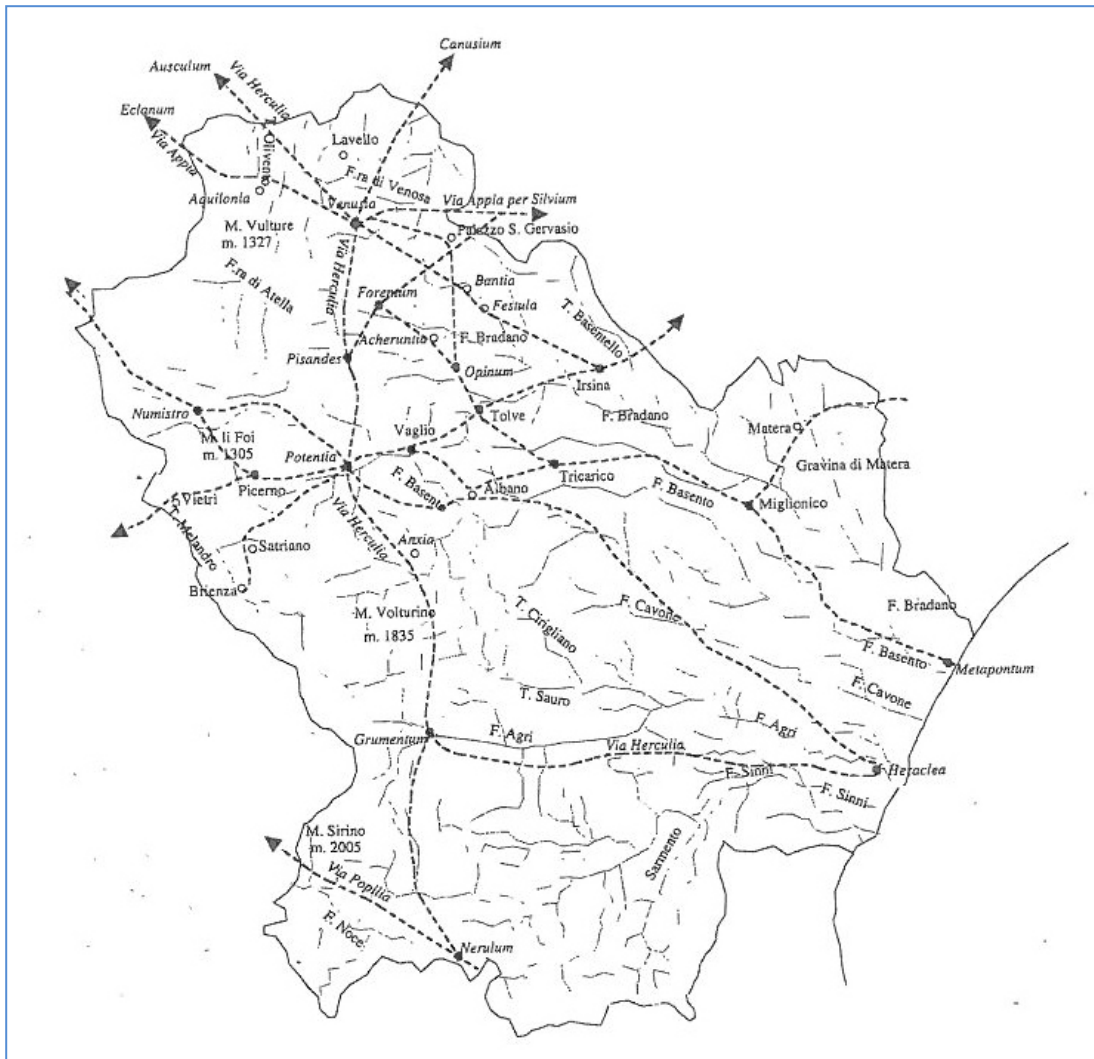 Canusium
Ausculum
Via Herculia
Eclanum
Via Appia
T. Olivento
Lavello
F.ra di Venosa
Aquilonia
Venusia
Via Appia per Silvium
M. Vulture
m. 1327
Palazzo S. Gervasio
Via Herculia
F.ra di Atella
Bantia
Forentum
Festula
T. Basentello
Acheruntia
F. Bradano
Pisandes
Opinum
Irsina
Numistro
Tolve
F. Bradano
M. li Foi
m. 1305
Vaglio
Matera
Potentia
Gravina di Matera
Picerno
F. Basento
Albano
Tricarico
F. Basento
Miglionico
Vietri
T. Melandro
Via Herculia
Satriano
Anxia
Brienza
M. Volturino
m. 1835
T. Cirigliano
F. Cavone
F. Bradano
F. Basento
Metapontum
F. Cavone
T. Sauro
F. Agri
Grumentum
F. Agri
Via Herculia
Heraclea
F. Sinni
F. Sinni
M. Sirino
m. 2005
Sarmento
Via Popilia
F. Noce
Nerulum